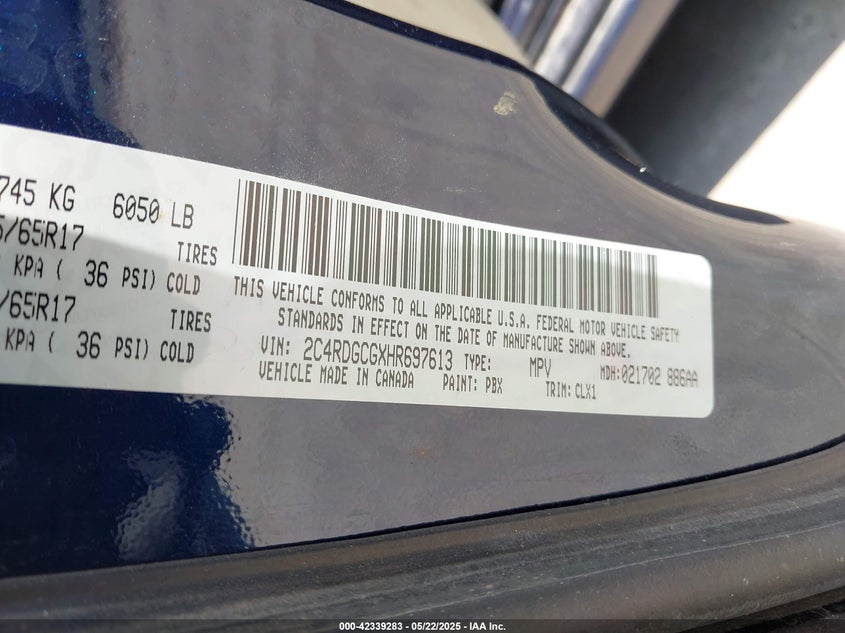 745 KG 6050 LB
/65R17 TIRES
KPA ( 36 PSI) COLD
/65R17 TIRES
KPA ( 36 PSI) COLD
THIS VEHICLE CONFORMS TO ALL APPLICABLE U.S.A. FEDERAL MOTOR VEHICLE SAFETY
STANDARDS IN EFFECT ON THE DATE OF MANUFACTURE SHOWN ABOVE.
VIN: 2C4RDGCGXHR697613 TYPE: MPV MDH:021702 886AA
VEHICLE MADE IN CANADA PAINT: PBX TRIM: CLX1
000-42339283 - 05/22/2025 - IAA Inc.